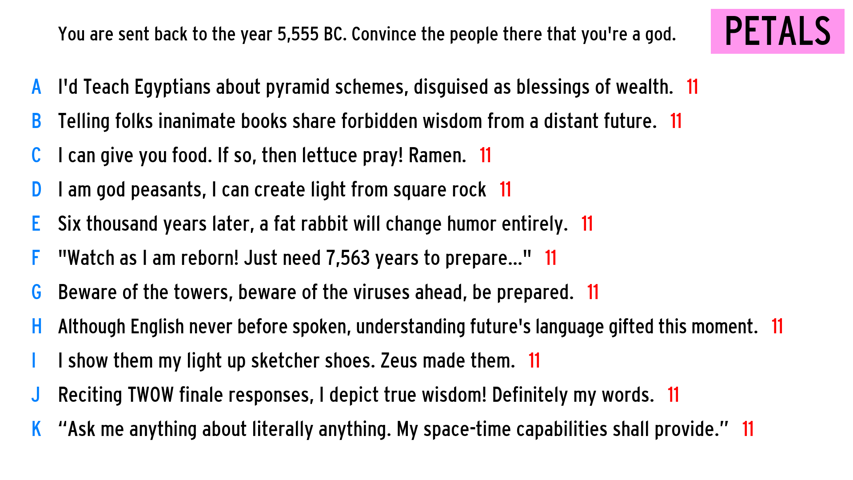 You are sent back to the year 5,555 BC. Convince the people there that you're a god.
PETALS
A I'd Teach Egyptians about pyramid schemes, disguised as blessings of wealth. 11
B Telling folks inanimate books share forbidden wisdom from a distant future. 11
C I can give you food. If so, then lettuce pray! Ramen. 11
D I am god peasants, I can create light from square rock 11
E Six thousand years later, a fat rabbit will change humor entirely. 11
F "Watch as I am reborn! Just need 7,563 years to prepare..." 11
G Beware of the towers, beware of the viruses ahead, be prepared. 11
H Although English never before spoken, understanding future's language gifted this moment. 11
I I show them my light up sketcher shoes. Zeus made them. 11
J Reciting TWOW finale responses, I depict true wisdom! Definitely my words. 11
K “Ask me anything about literally anything. My space-time capabilities shall provide.” 11